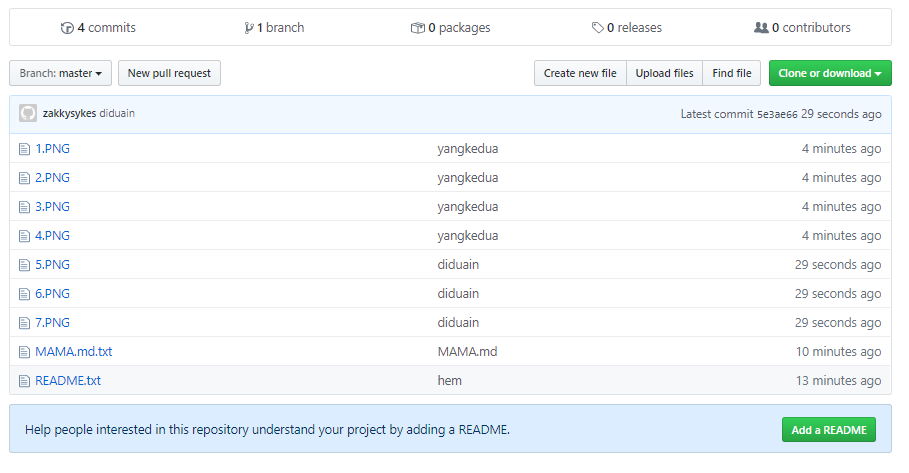 4 commits 1 branch 0 packages 0 releases 0 contributors
Branch: master New pull request Create new file Upload files Find file Clone or download
zakkysykes diduain Latest commit 5e3ae66 29 seconds ago
1.PNG yangkedua 4 minutes ago
2.PNG yangkedua 4 minutes ago
3.PNG yangkedua 4 minutes ago
4.PNG yangkedua 4 minutes ago
5.PNG diduain 29 seconds ago
6.PNG diduain 29 seconds ago
7.PNG diduain 29 seconds ago
MAMA.md.txt MAMA.md 10 minutes ago
README.txt hem 13 minutes ago
Help people interested in this repository understand your project by adding a README. Add a README